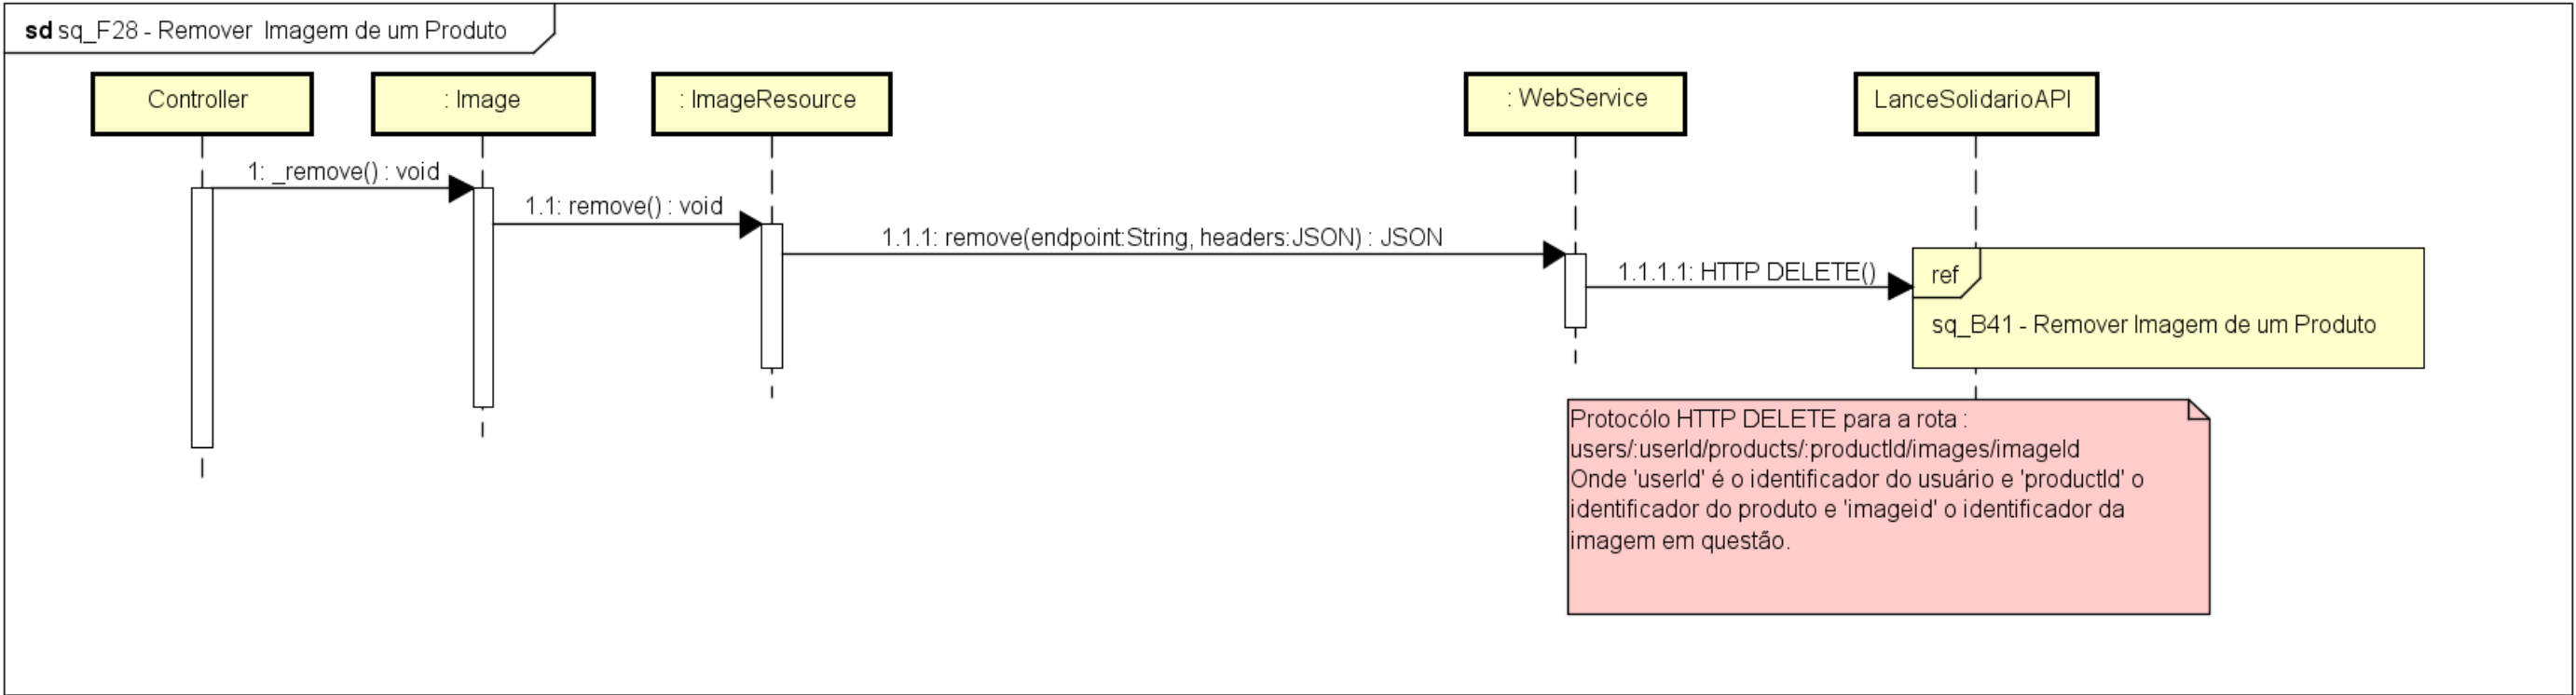 sd sq_F28 - Remover Imagem de um Produto
Controller
: Image
: ImageResource
: WebService
LanceSolidarioAPI
1: _remove() : void
1.1: remove() : void
1.1.1: remove(endpoint:String, headers:JSON) : JSON
1.1.1.1: HTTP DELETE()
ref
sq_B41 - Remover Imagem de um Produto
Protocólo HTTP DELETE para a rota :
users/:userId/products/:productId/images/imageId
Onde 'userId' é o identificador do usuário e 'productId' o
identificador do produto e 'imageid' o identificador da
imagem em questão.